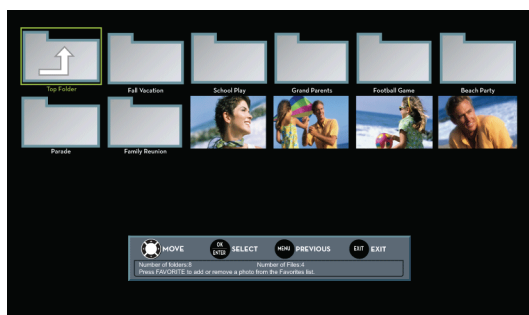 Top Folder
Fall Vacation
School Play
Grand Parents
Football Game
Beach Party
Parade
Family Reunion
MOVE
OK
ENTER
SELECT
MENU
PREVIOUS
EXIT
EXIT
Number of folders:8
Number of Files:4
Press FAVORITE to add or remove a photo from the Favorites list.